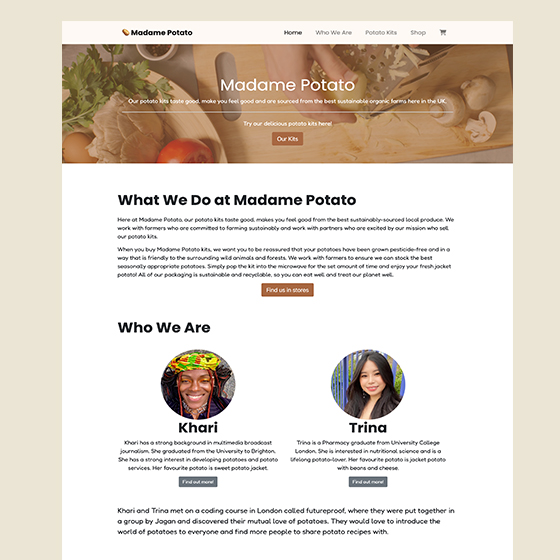 Madame Potato
Home Who We Are Potato Kits Shop
Madame Potato
Our potato kits taste good, make you feel good and are sourced from the best sustainable organic farms here in the UK.
Try our delicious potato kits here!
Our Kits
What We Do at Madame Potato
Here at Madame Potato, our potato kits taste good, makes you feel good from the best sustainably-sourced local produce. We
work with farmers who are committed to farming sustainably and work with partners who are excited by our mission who sell
our potato kits.
When you buy Madame Potato kits, we want you to be reassured that your potatoes have been grown pesticide-free and in a
way that is friendly to the surrounding wild animals and forests. We work with farmers to ensure we can stock the best
seasonally appropriate potatoes. Simply pop the kit into the microwave for the set amount of time and enjoy your fresh jacket
potato! All of our packaging is sustainable and recyclable, so you can eat well and treat our planet well.
Find us in stores
Who We Are
Khari
Khari has a strong background in multimedia broadcast
journalism. She graduated from the University to Brighton.
She has a strong interest in developing potatoes and potato
services. Her favourite potato is sweet potato jacket.
Find out more!
Trina
Trina is a Pharmacy graduate from University College
London. She is interested in nutritional science and is a
lifelong potato-lover. Her favourite potato is jacket potato
with beans and cheese.
Find out more!
Khari and Trina met on a coding course in London called futureproof, where they were put together in
a group by Jagan and discovered their mutual love of potatoes. They would love to introduce the
world of potatoes to everyone and find more people to share potato recipes with.